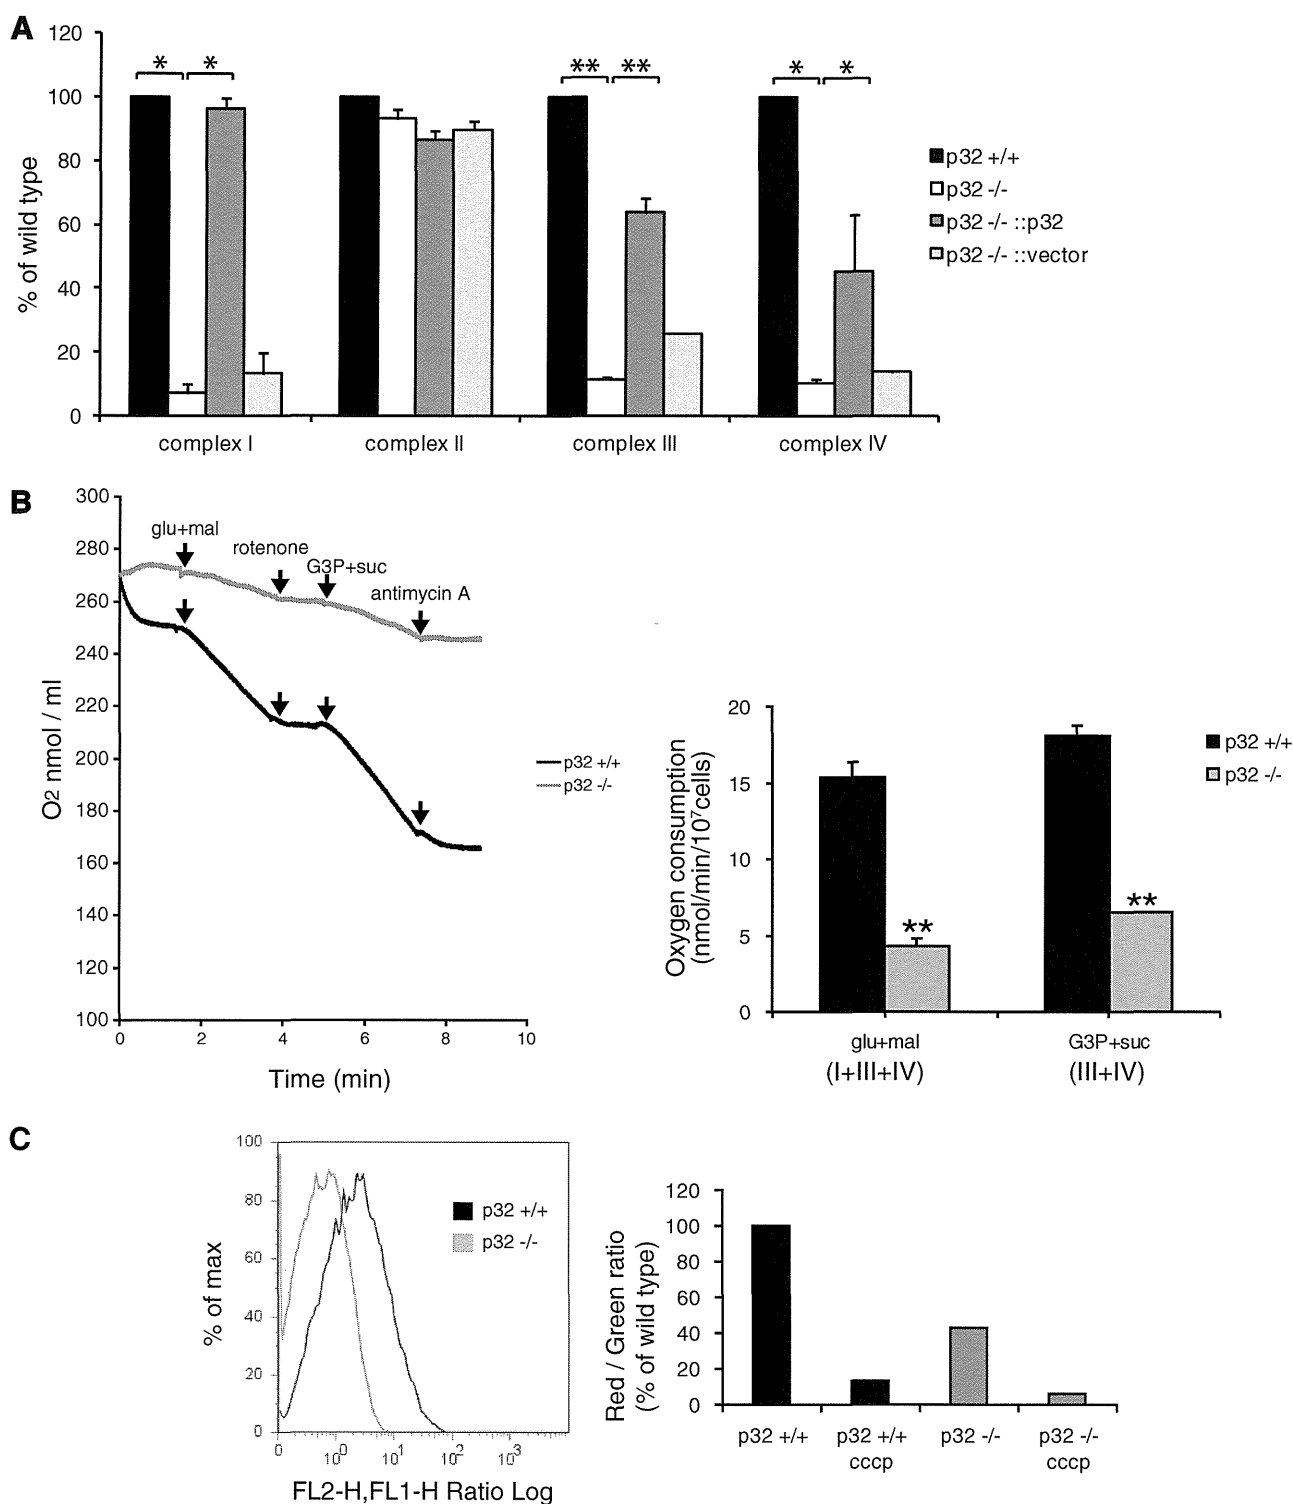 A
120
100
80
60
40
20
0
% of wild type
* *
** **
* *
complex I
complex II
complex III
complex IV
p32 +/+
p32 -/-
p32 -/- ::p32
p32 -/- ::vector
B
300
280
260
240
220
200
180
160
140
120
100
O2 nmol / ml
glu+mal
rotenone
G3P+suc
antimycin A
p32 +/+
p32 -/-
0 2 4 6 8 10
Time (min)
20
15
10
5
0
Oxygen consumption
(nmol/min/10⁷cells)
**
**
p32 +/+
p32 -/-
glu+mal
(I+III+IV)
G3P+suc
(III+IV)
C
100
80
60
40
20
0
% of max
p32 +/+
p32 -/-
0 10⁰ 10¹ 10² 10³
FL2-H,FL1-H Ratio Log
120
100
80
60
40
20
0
Red / Green ratio
(% of wild type)
p32 +/+
p32 +/+
cccp
p32 -/-
p32 -/-
cccp